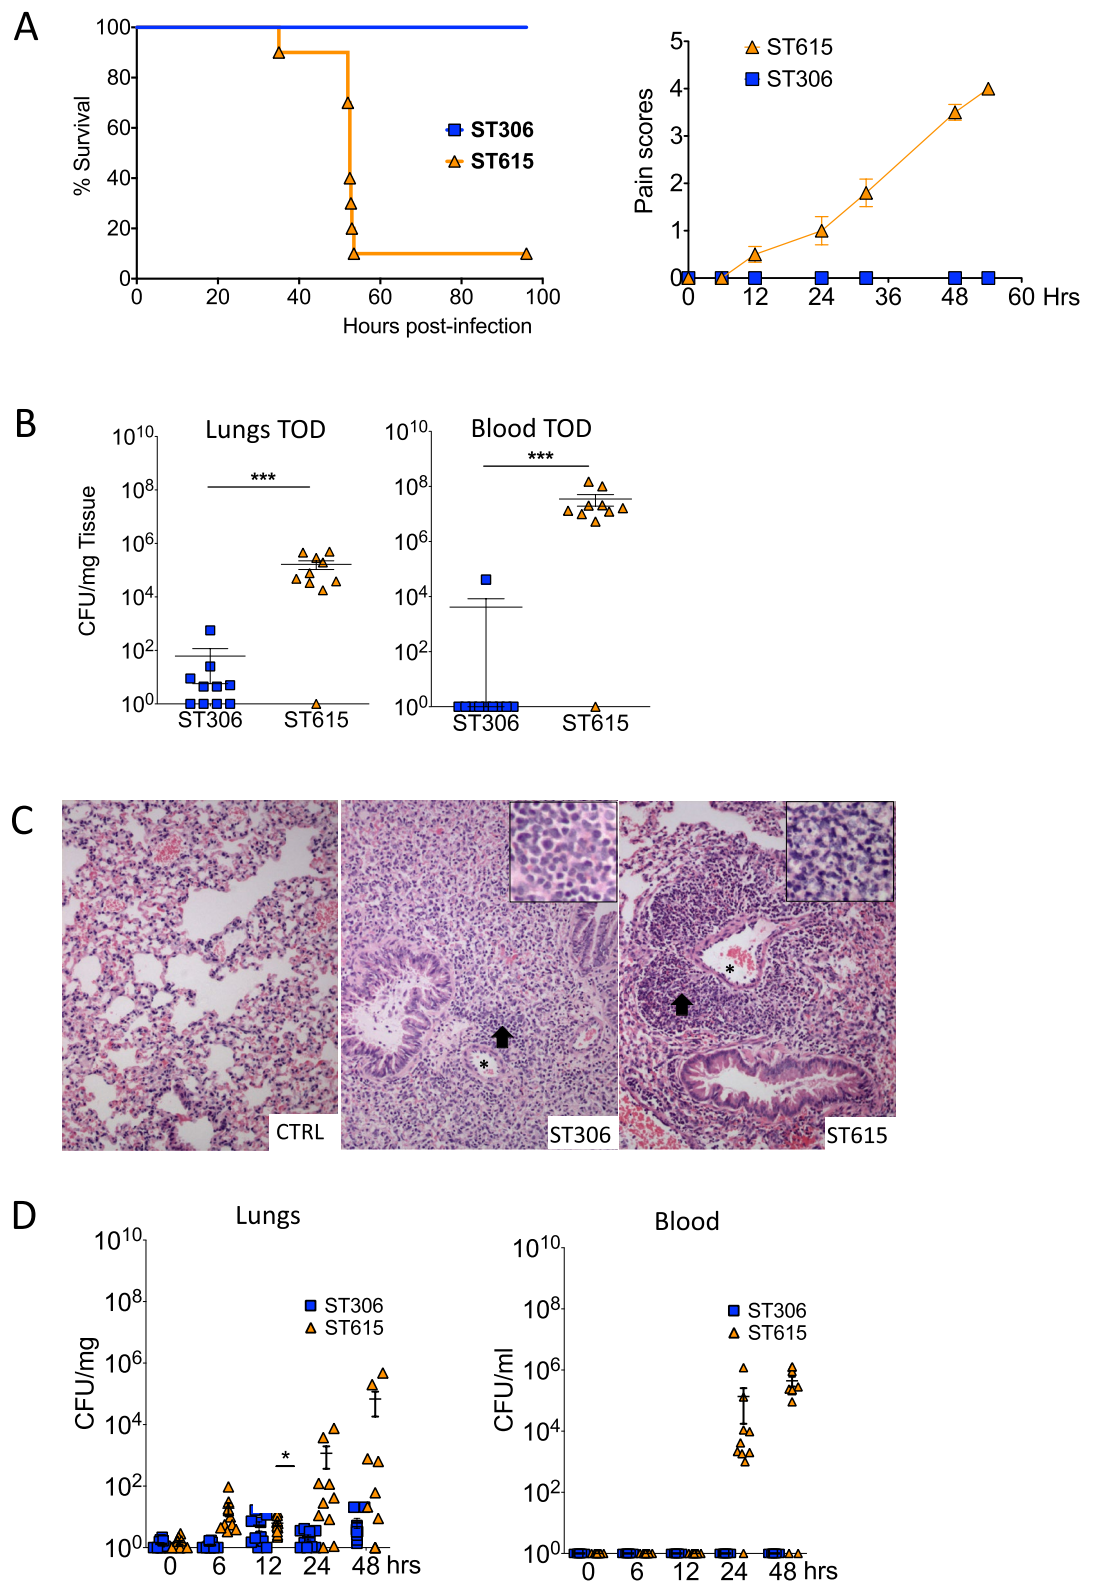 A
100
80
60
40
20
0
% Survival
ST306
ST615
0 20 40 60 80 100
Hours post-infection
5
4
3
2
1
0
Pain scores
ST615
ST306
0 12 24 36 48 60 Hrs
B
Lungs TOD
10^10
10^8
10^6
10^4
10^2
10^0
CFU/mg Tissue
***
ST306 ST615
Blood TOD
10^10
10^8
10^6
10^4
10^2
10^0
***
ST306 ST615
C
CTRL
*
ST306
*
ST615
D
Lungs
10^10
10^8
10^6
10^4
10^2
10^0
CFU/mg
ST306
ST615
*
0 6 12 24 48 hrs
Blood
10^10
10^8
10^6
10^4
10^2
10^0
CFU/ml
ST306
ST615
0 6 12 24 48 hrs